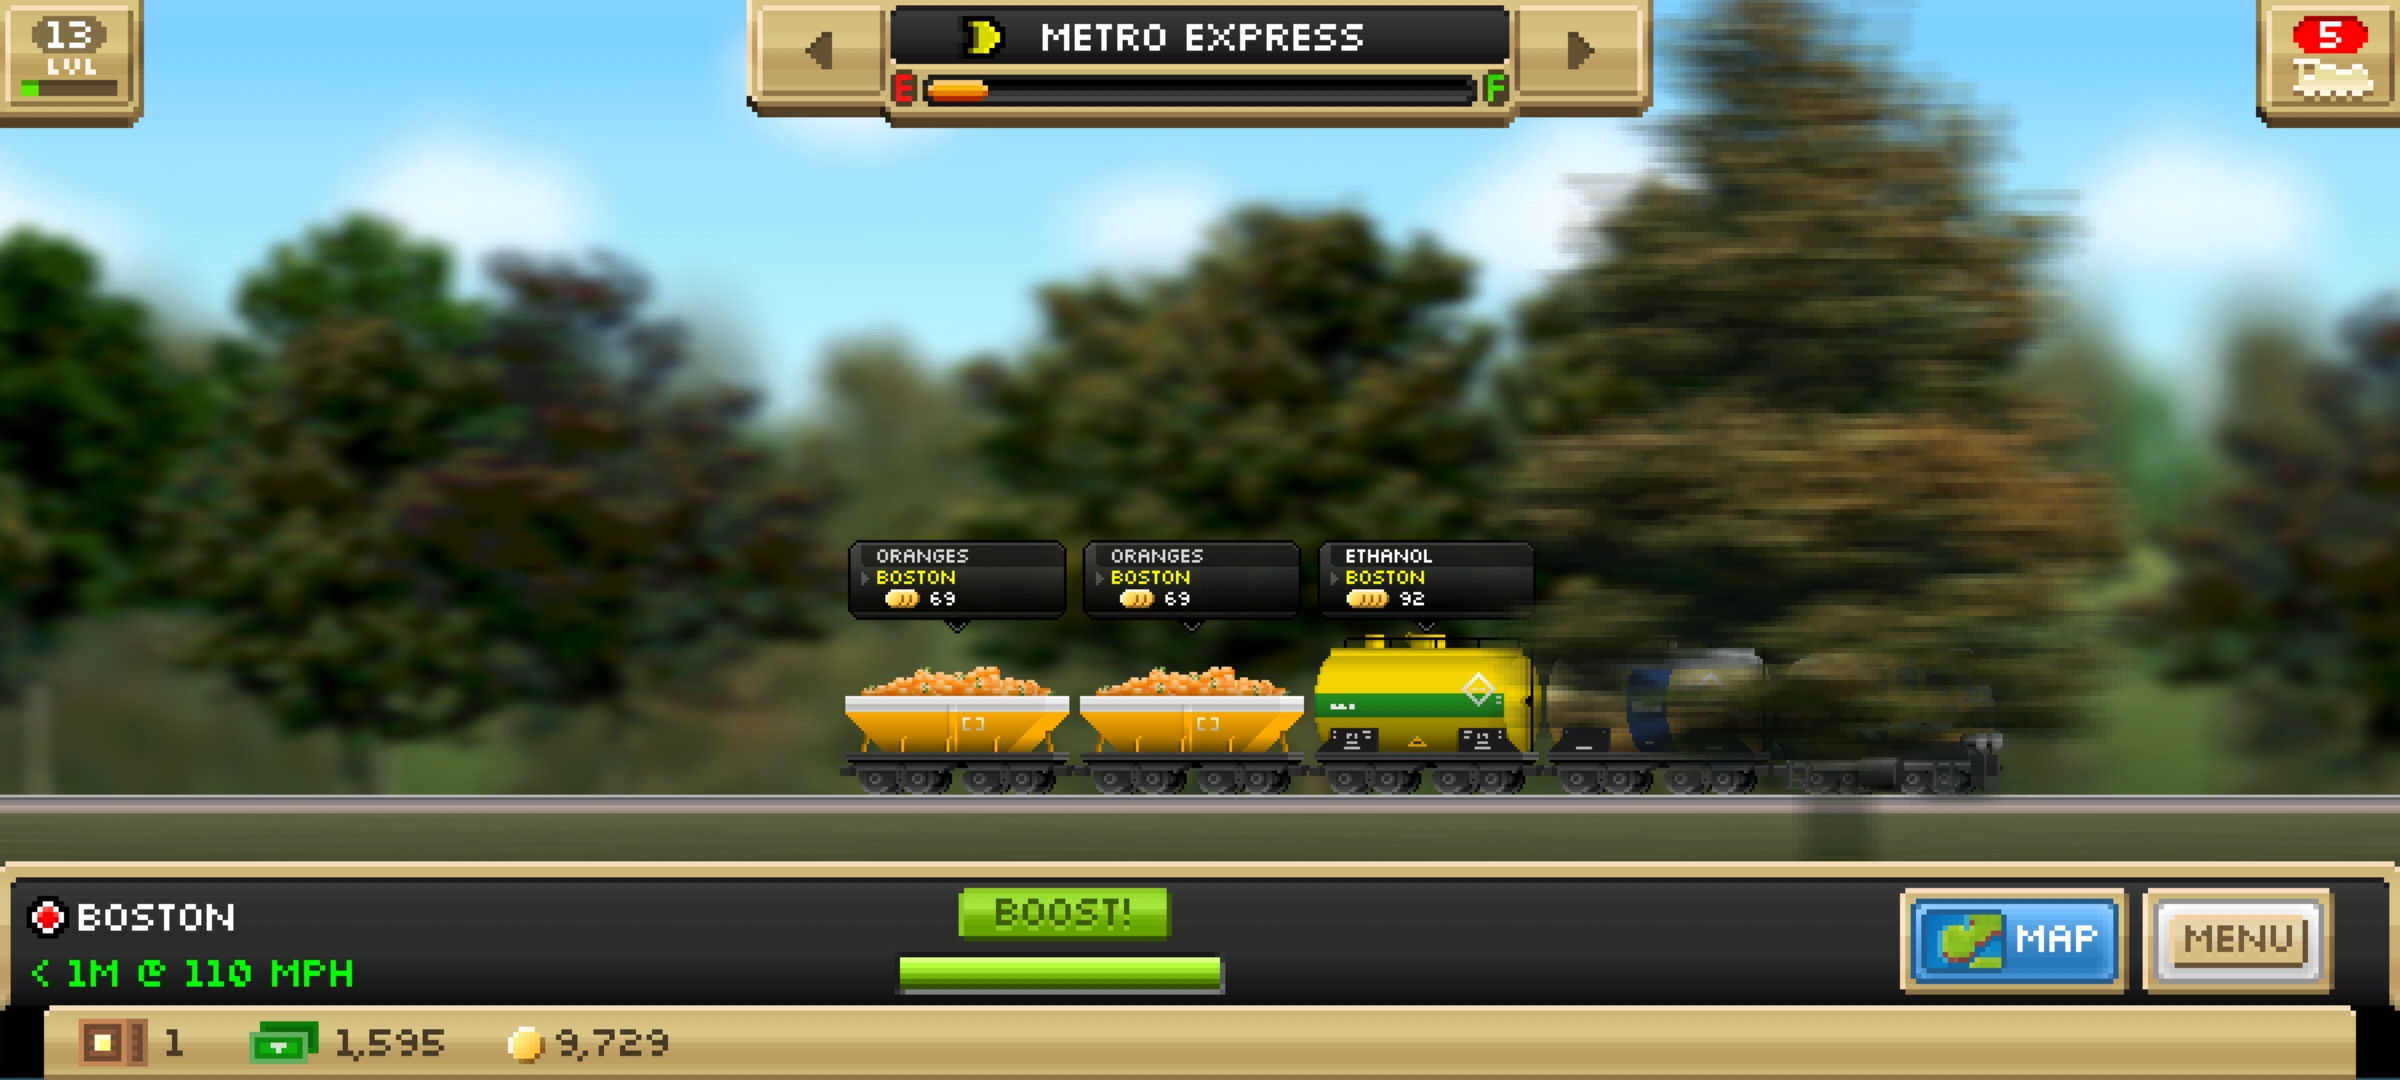 13
LVL
METRO EXPRESS
E F
5
ORANGES
BOSTON
69
ORANGES
BOSTON
69
ETHANOL
BOSTON
92
BOSTON
< 1M @ 110 MPH
BOOST!
MAP
MENU
1
1,595
9,729